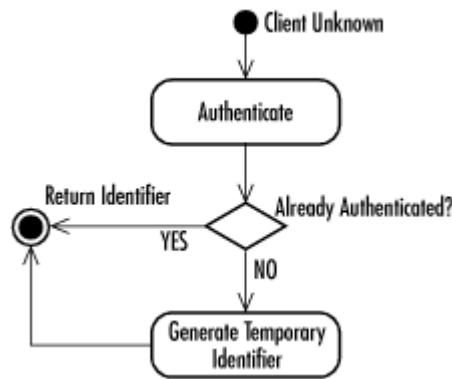 Client Unknown
Authenticate
Return Identifier
Already Authenticated?
YES
NO
Generate Temporary
Identifier